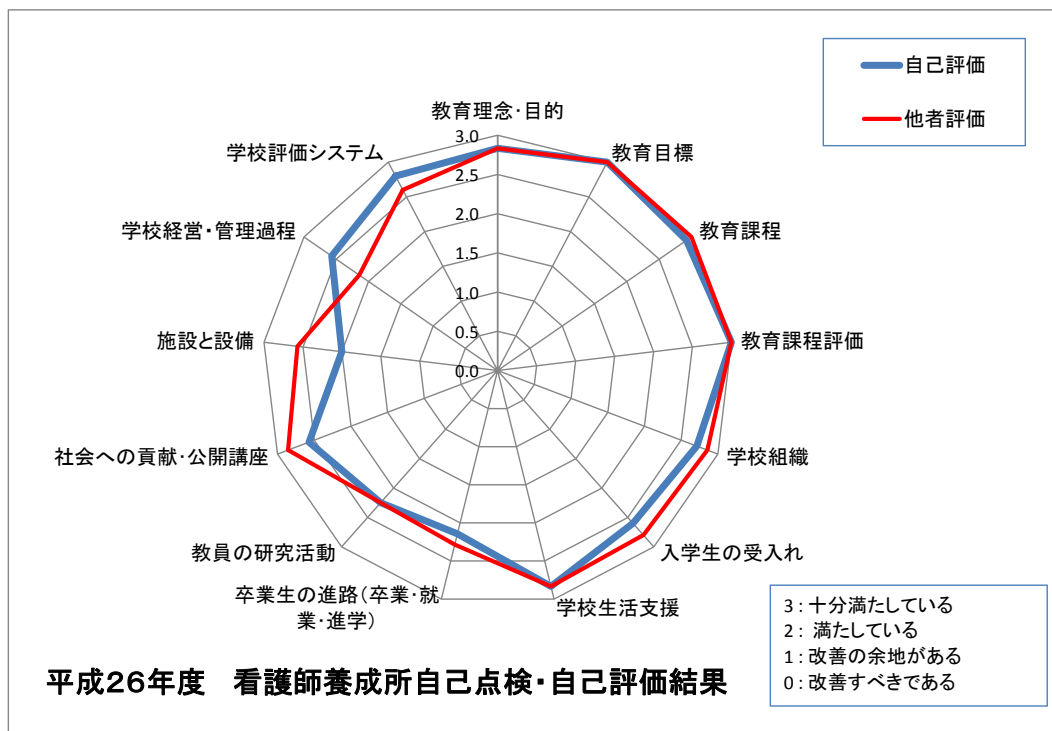 自己評価
他者評価
教育理念・目的
教育目標
教育課程
教育課程評価
学校組織
入学生の受入れ
学校生活支援
卒業生の進路(卒業・就
業・進学)
教員の研究活動
社会への貢献・公開講座
施設と設備
学校経営・管理過程
学校評価システム
3.0
2.5
2.0
1.5
1.0
0.5
0.0
3：十分満たしている
2： 満たしている
1：改善の余地がある
0：改善すべきである
平成26年度　看護師養成所自己点検・自己評価結果